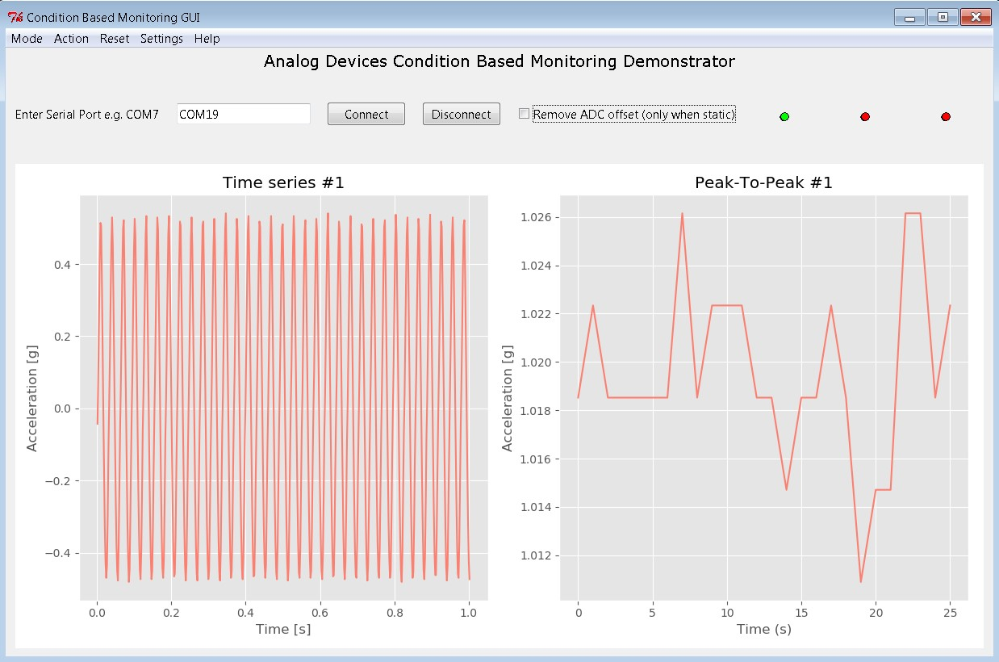 Condition Based Monitoring GUI
Mode Action Reset Settings Help
Analog Devices Condition Based Monitoring Demonstrator
Enter Serial Port e.g. COM7 COM19 Connect Disconnect Remove ADC offset (only when static)
Time series #1
0.4
0.2
0.0
−0.2
−0.4
Acceleration [g]
0.0 0.2 0.4 0.6 0.8 1.0
Time [s]
Peak-To-Peak #1
1.026
1.024
1.022
1.020
1.018
1.016
1.014
1.012
Acceleration [g]
0 5 10 15 20 25
Time (s)